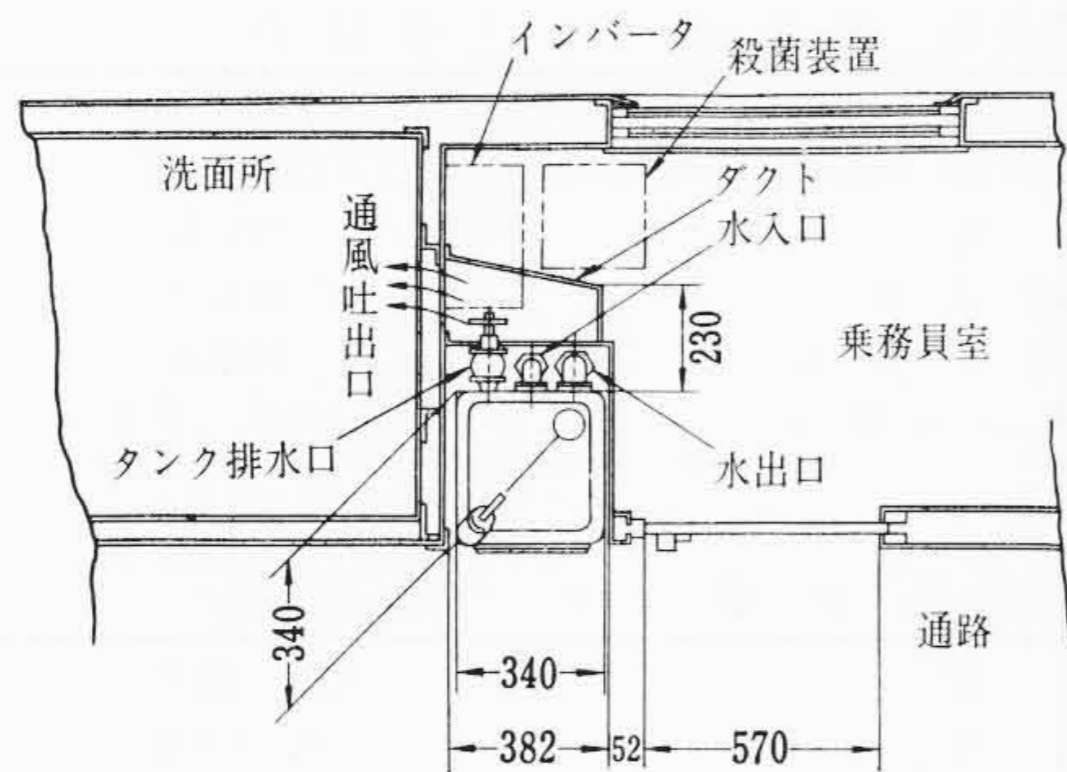 インバータ
殺菌装置
洗面所
ダクト
水入口
通風吐出口
230
乗務員室
タンク排水口
水出口
340
通路
340
382
52
570